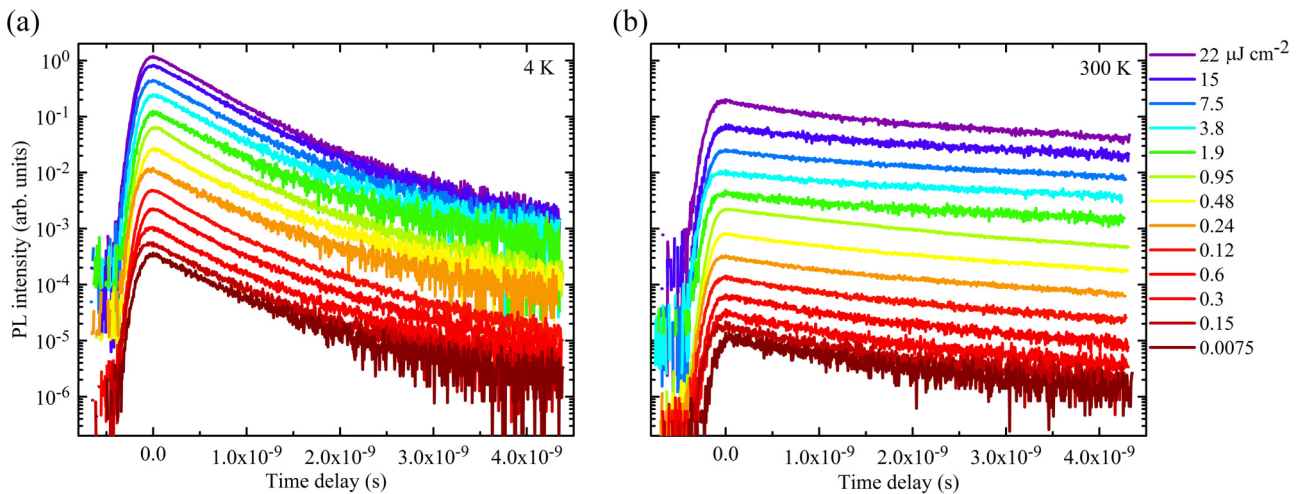 (a)
4 K
PL intensity (arb. units)
10⁰
10⁻¹
10⁻²
10⁻³
10⁻⁴
10⁻⁵
10⁻⁶
0.0 1.0x10⁻⁹ 2.0x10⁻⁹ 3.0x10⁻⁹ 4.0x10⁻⁹
Time delay (s)
(b)
300 K
0.0 1.0x10⁻⁹ 2.0x10⁻⁹ 3.0x10⁻⁹ 4.0x10⁻⁹
Time delay (s)
22 μJ cm⁻²
15
7.5
3.8
1.9
0.95
0.48
0.24
0.12
0.6
0.3
0.15
0.0075